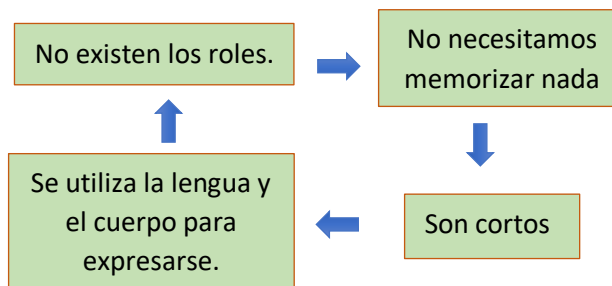 No existen los roles.
No necesitamos
memorizar nada
Se utiliza la lengua y
el cuerpo para
expresarse.
Son cortos